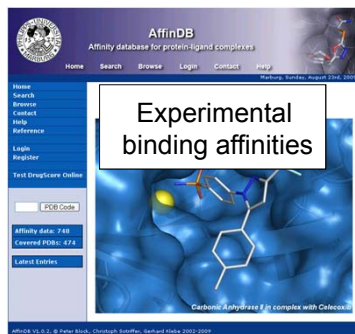 AffinDB
Affinity database for protein-ligand complexes
Home Search Browse Login Contact Help
Marburg, Sunday, August 23rd, 2009
Home
Search
Browse
Contact
Help
Reference
Login
Register
Test DrugScore Online
PDB Code
Affinity data: 748
Covered PDBs: 474
Latest Entries
Experimental
binding affinities
Carbonic Anhydrase II in complex with Celecoxib
AffinDB V1.0.2, @ Peter Block, Christoph Sotriffer, Gerhard Klebe 2002-2009